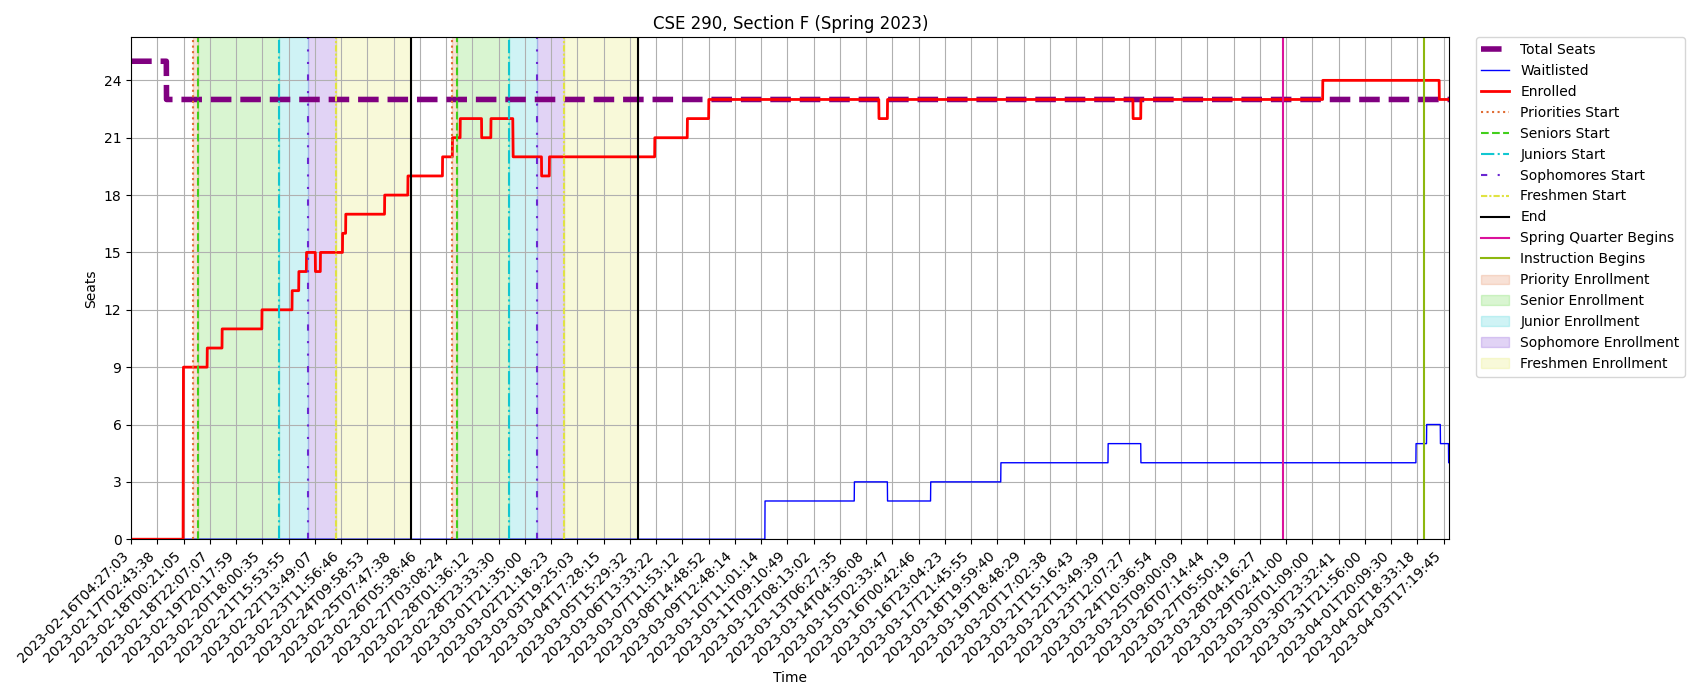 CSE 290, Section F (Spring 2023)
Seats
24
21
18
15
12
9
6
3
0
2023-02-16T04:27:03
2023-02-17T02:43:38
2023-02-18T00:21:05
2023-02-18T22:07:07
2023-02-19T20:17:59
2023-02-20T18:00:35
2023-02-21T15:53:55
2023-02-22T13:49:07
2023-02-23T11:56:46
2023-02-24T09:58:53
2023-02-25T07:47:38
2023-02-26T05:38:46
2023-02-27T03:08:24
2023-02-28T01:36:12
2023-02-28T23:33:30
2023-03-01T21:35:00
2023-03-02T21:18:23
2023-03-03T19:25:03
2023-03-04T17:28:15
2023-03-05T15:29:32
2023-03-06T13:33:22
2023-03-07T11:53:12
2023-03-08T14:48:52
2023-03-09T12:48:14
2023-03-10T11:01:14
2023-03-11T09:10:49
2023-03-12T08:13:02
2023-03-13T06:27:35
2023-03-14T04:36:08
2023-03-15T02:33:47
2023-03-16T00:42:46
2023-03-16T23:04:23
2023-03-17T21:45:55
2023-03-18T19:59:40
2023-03-19T18:48:29
2023-03-20T17:02:38
2023-03-21T15:16:43
2023-03-22T13:49:39
2023-03-23T12:07:27
2023-03-24T10:36:54
2023-03-25T09:00:09
2023-03-26T07:14:44
2023-03-27T05:50:19
2023-03-28T04:16:27
2023-03-29T02:41:00
2023-03-30T01:09:00
2023-03-30T23:32:41
2023-03-31T21:56:00
2023-04-01T20:09:30
2023-04-02T18:33:18
2023-04-03T17:19:45
Time
Total Seats
Waitlisted
Enrolled
Priorities Start
Seniors Start
Juniors Start
Sophomores Start
Freshmen Start
End
Spring Quarter Begins
Instruction Begins
Priority Enrollment
Senior Enrollment
Junior Enrollment
Sophomore Enrollment
Freshmen Enrollment